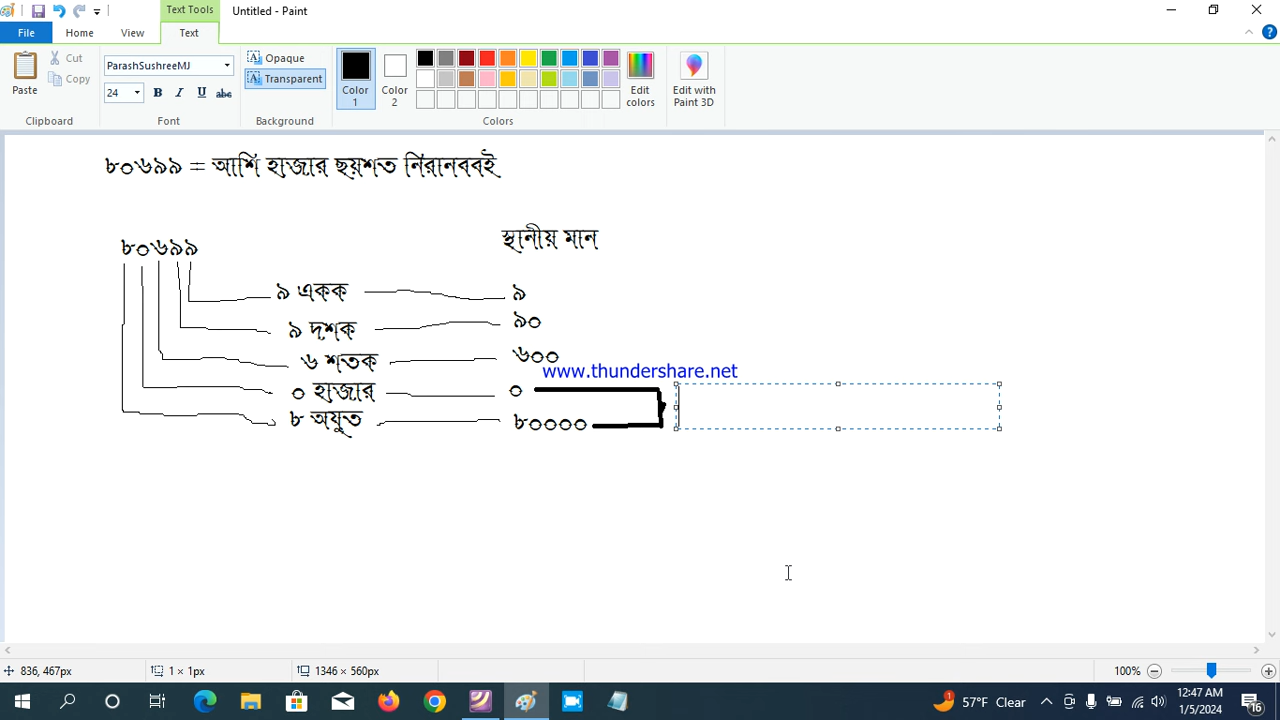 Text Tools
Untitled - Paint
File Home View Text
Paste
Cut
Copy
Clipboard
ParashSushreeMJ
24 B I U abc
Font
Opaque
Transparent
Background
Color 1
Color 2
Edit colors
Colors
Edit with Paint 3D
৮০৬৯৯ = আশি হাজার ছয়শত নিরানববই
৮০৬৯৯
স্থানীয় মান
৯ একক ৯
৯ দশক ৯০
৬ শতক ৬০০
www.thundershare.net
০ হাজার ০
৮ অযুত ৮০০০০
836, 467px
1 × 1px
1346 × 560px
100%
1
57°F Clear
12:47 AM
1/5/2024
16